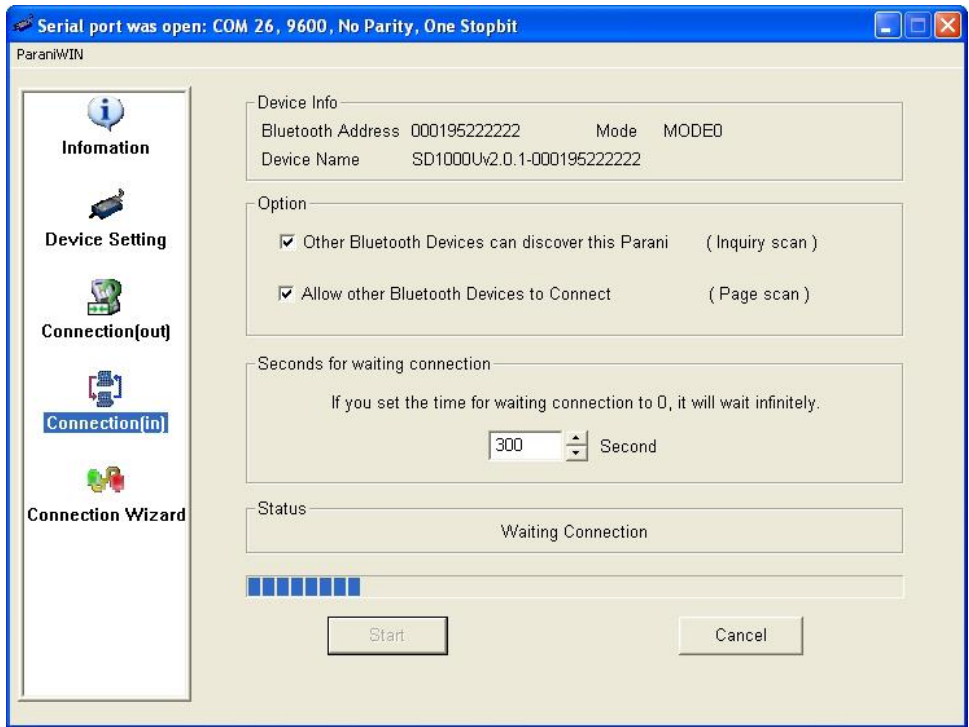 Serial port was open: COM 26, 9600, No Parity, One Stopbit
ParaniWIN
Infomation
Device Setting
Connection(out)
Connection(in)
Connection Wizard
Device Info
Bluetooth Address 000195222222 Mode MODE0
Device Name SD1000Uv2.0.1-000195222222
Option
Other Bluetooth Devices can discover this Parani ( Inquiry scan )
Allow other Bluetooth Devices to Connect ( Page scan )
Seconds for waiting connection
If you set the time for waiting connection to 0, it will wait infinitely.
300 Second
Status
Waiting Connection
Start Cancel